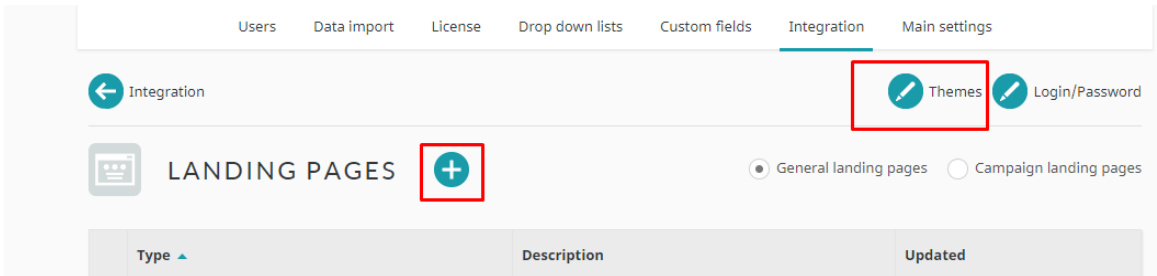 Users Data import License Drop down lists Custom fields Integration Main settings
Integration Themes Login/Password
LANDING PAGES General landing pages Campaign landing pages
Type Description Updated